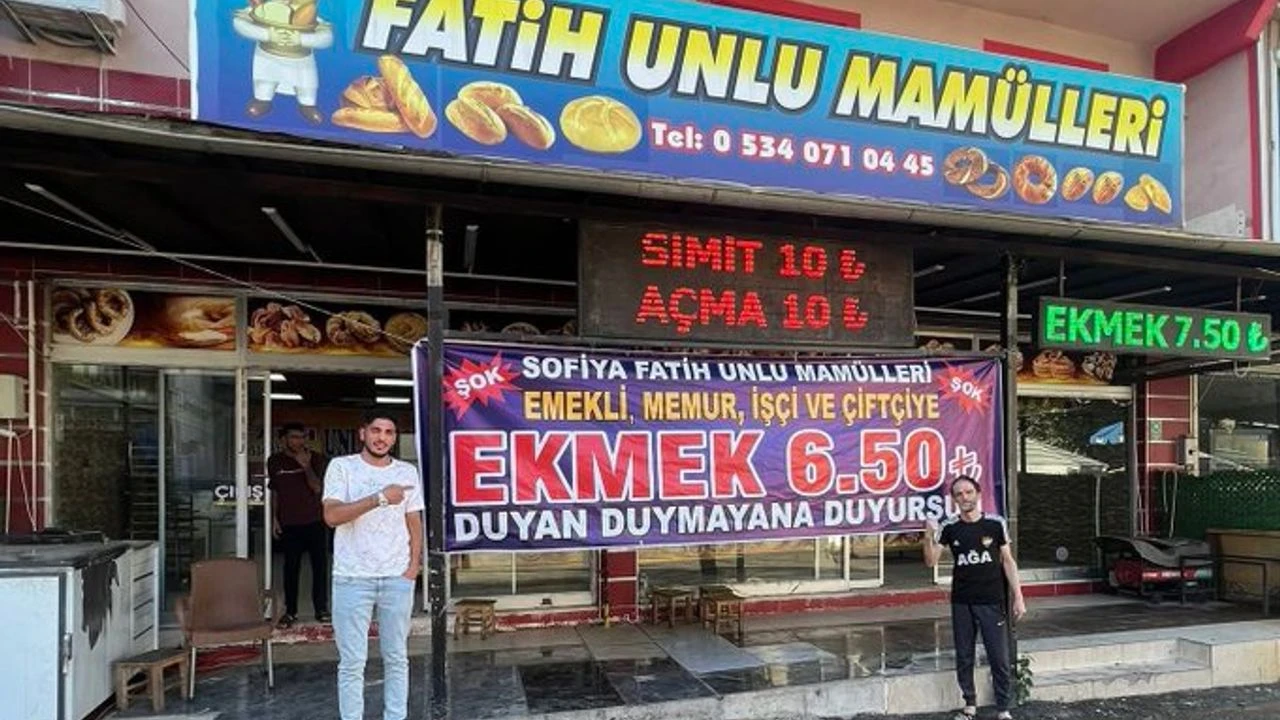 FATİH UNLU MAMÜLLERİ
Tel: 0 534 071 04 45
SİMİT 10 ₺
AÇMA 10 ₺
EKMEK 7.50 ₺
ŞOK SOFİYA FATİH UNLU MAMÜLLERİ ŞOK
EMEKLİ, MEMUR, İŞÇİ VE ÇİFTÇİYE
EKMEK 6.50 ₺
DUYAN DUYMAYANA
ÇIKIŞ
AĞA